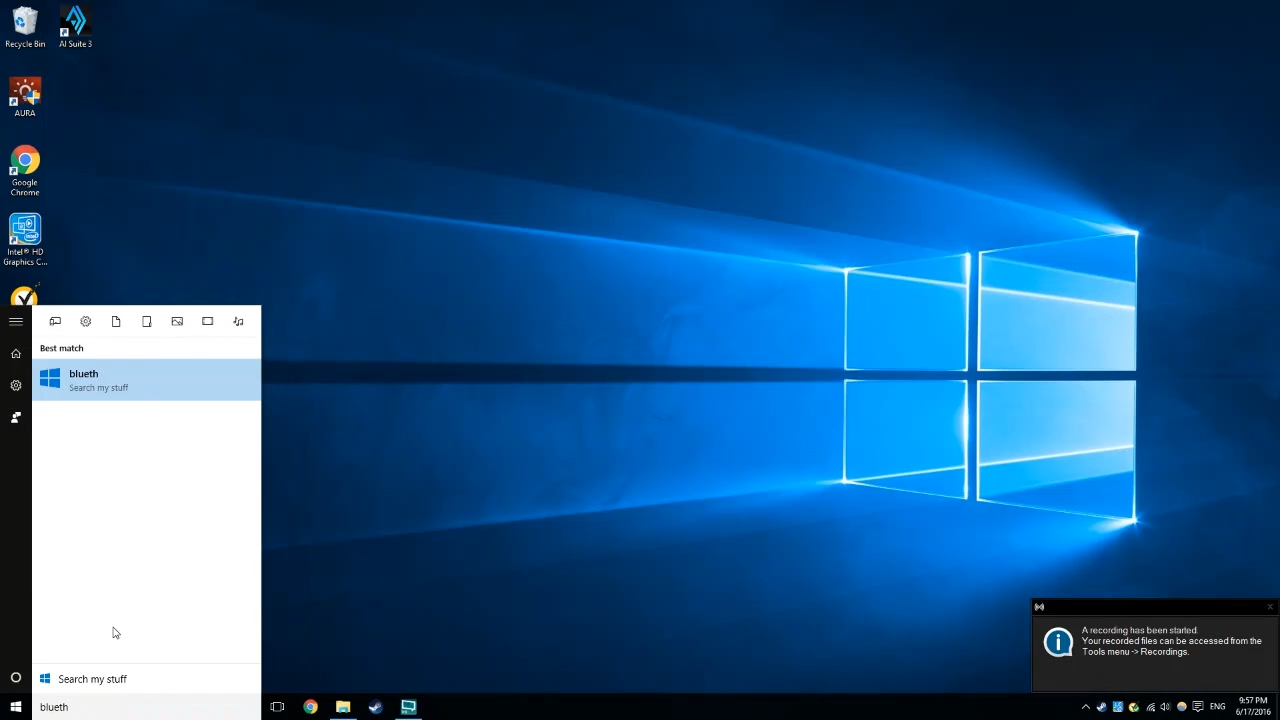 Recycle Bin
AI Suite 3
AURA
Google
Chrome
Intel® HD
Graphics C...
Best match
blueth
Search my stuff
Search my stuff
blueth
A recording has been started.
Your recorded files can be accessed from the
Tools menu -> Recordings.
ENG
9:57 PM
6/17/2016